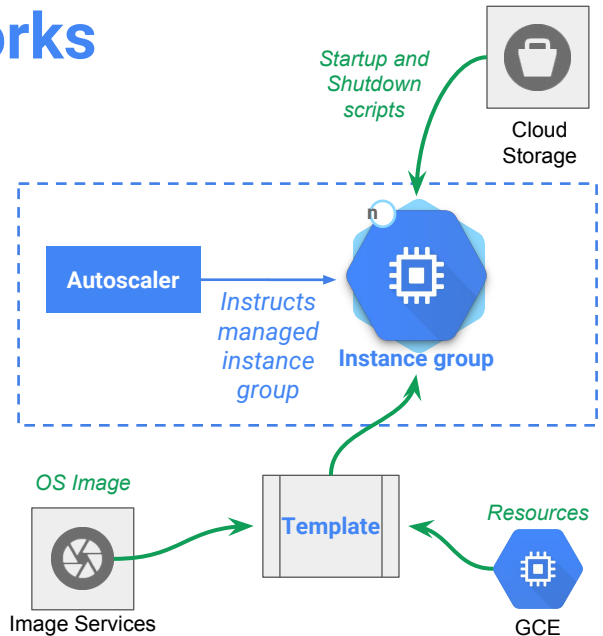 orks
Startup and
Shutdown
scripts
Cloud
Storage
n
Autoscaler
Instructs
managed
instance
group
Instance group
OS Image
Template
Resources
Image Services
GCE